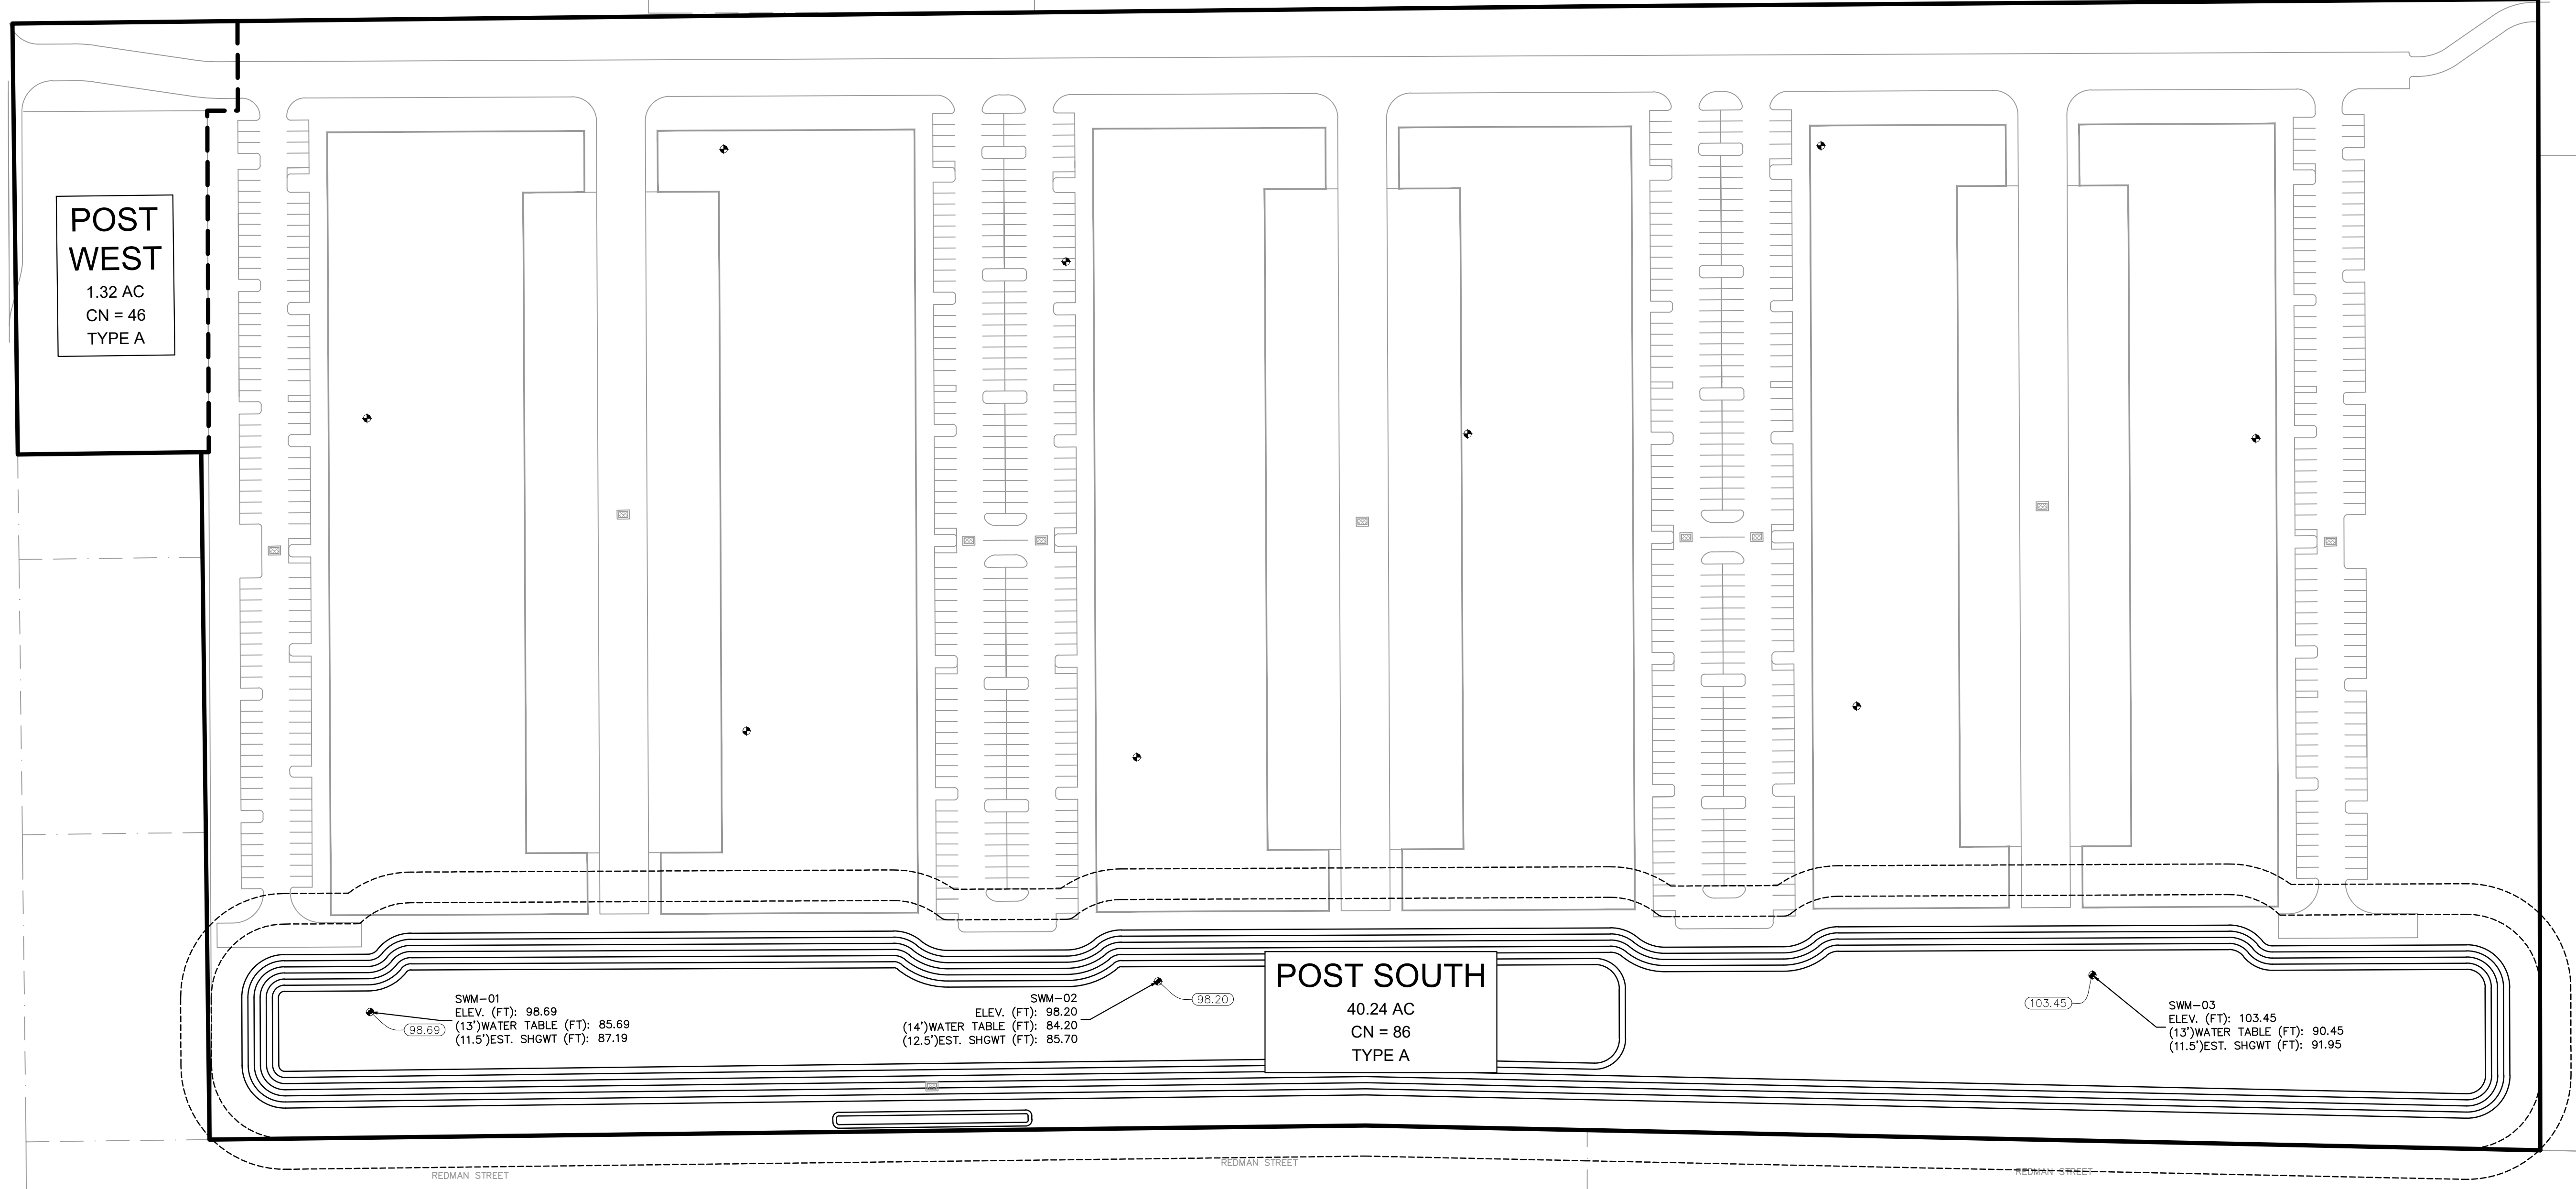 POST
WEST
1.32 AC
CN = 46
TYPE A
SWM-01
ELEV. (FT): 98.69
(13')WATER TABLE (FT): 85.69
(11.5')EST. SHGWT (FT): 87.19
98.69
SWM-02
ELEV. (FT): 98.20
(14')WATER TABLE (FT): 84.20
(12.5')EST. SHGWT (FT): 85.70
98.20
POST SOUTH
40.24 AC
CN = 86
TYPE A
103.45
SWM-03
ELEV. (FT): 103.45
(13')WATER TABLE (FT): 90.45
(11.5')EST. SHGWT (FT): 91.95
REDMAN STREET
REDMAN STREET
REDMAN STREET